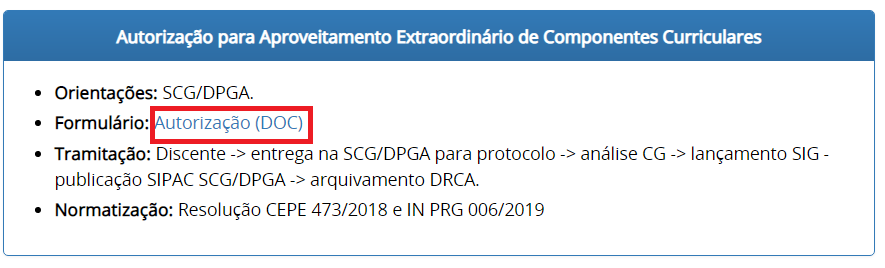 Autorização para Aproveitamento Extraordinário de Componentes Curriculares
Orientações: SCG/DPGA.
Formulário: Autorização (DOC)
Tramitação: Discente -> entrega na SCG/DPGA para protocolo -> análise CG -> lançamento SIG -
publicação SIPAC SCG/DPGA -> arquivamento DRCA.
Normatização: Resolução CEPE 473/2018 e IN PRG 006/2019